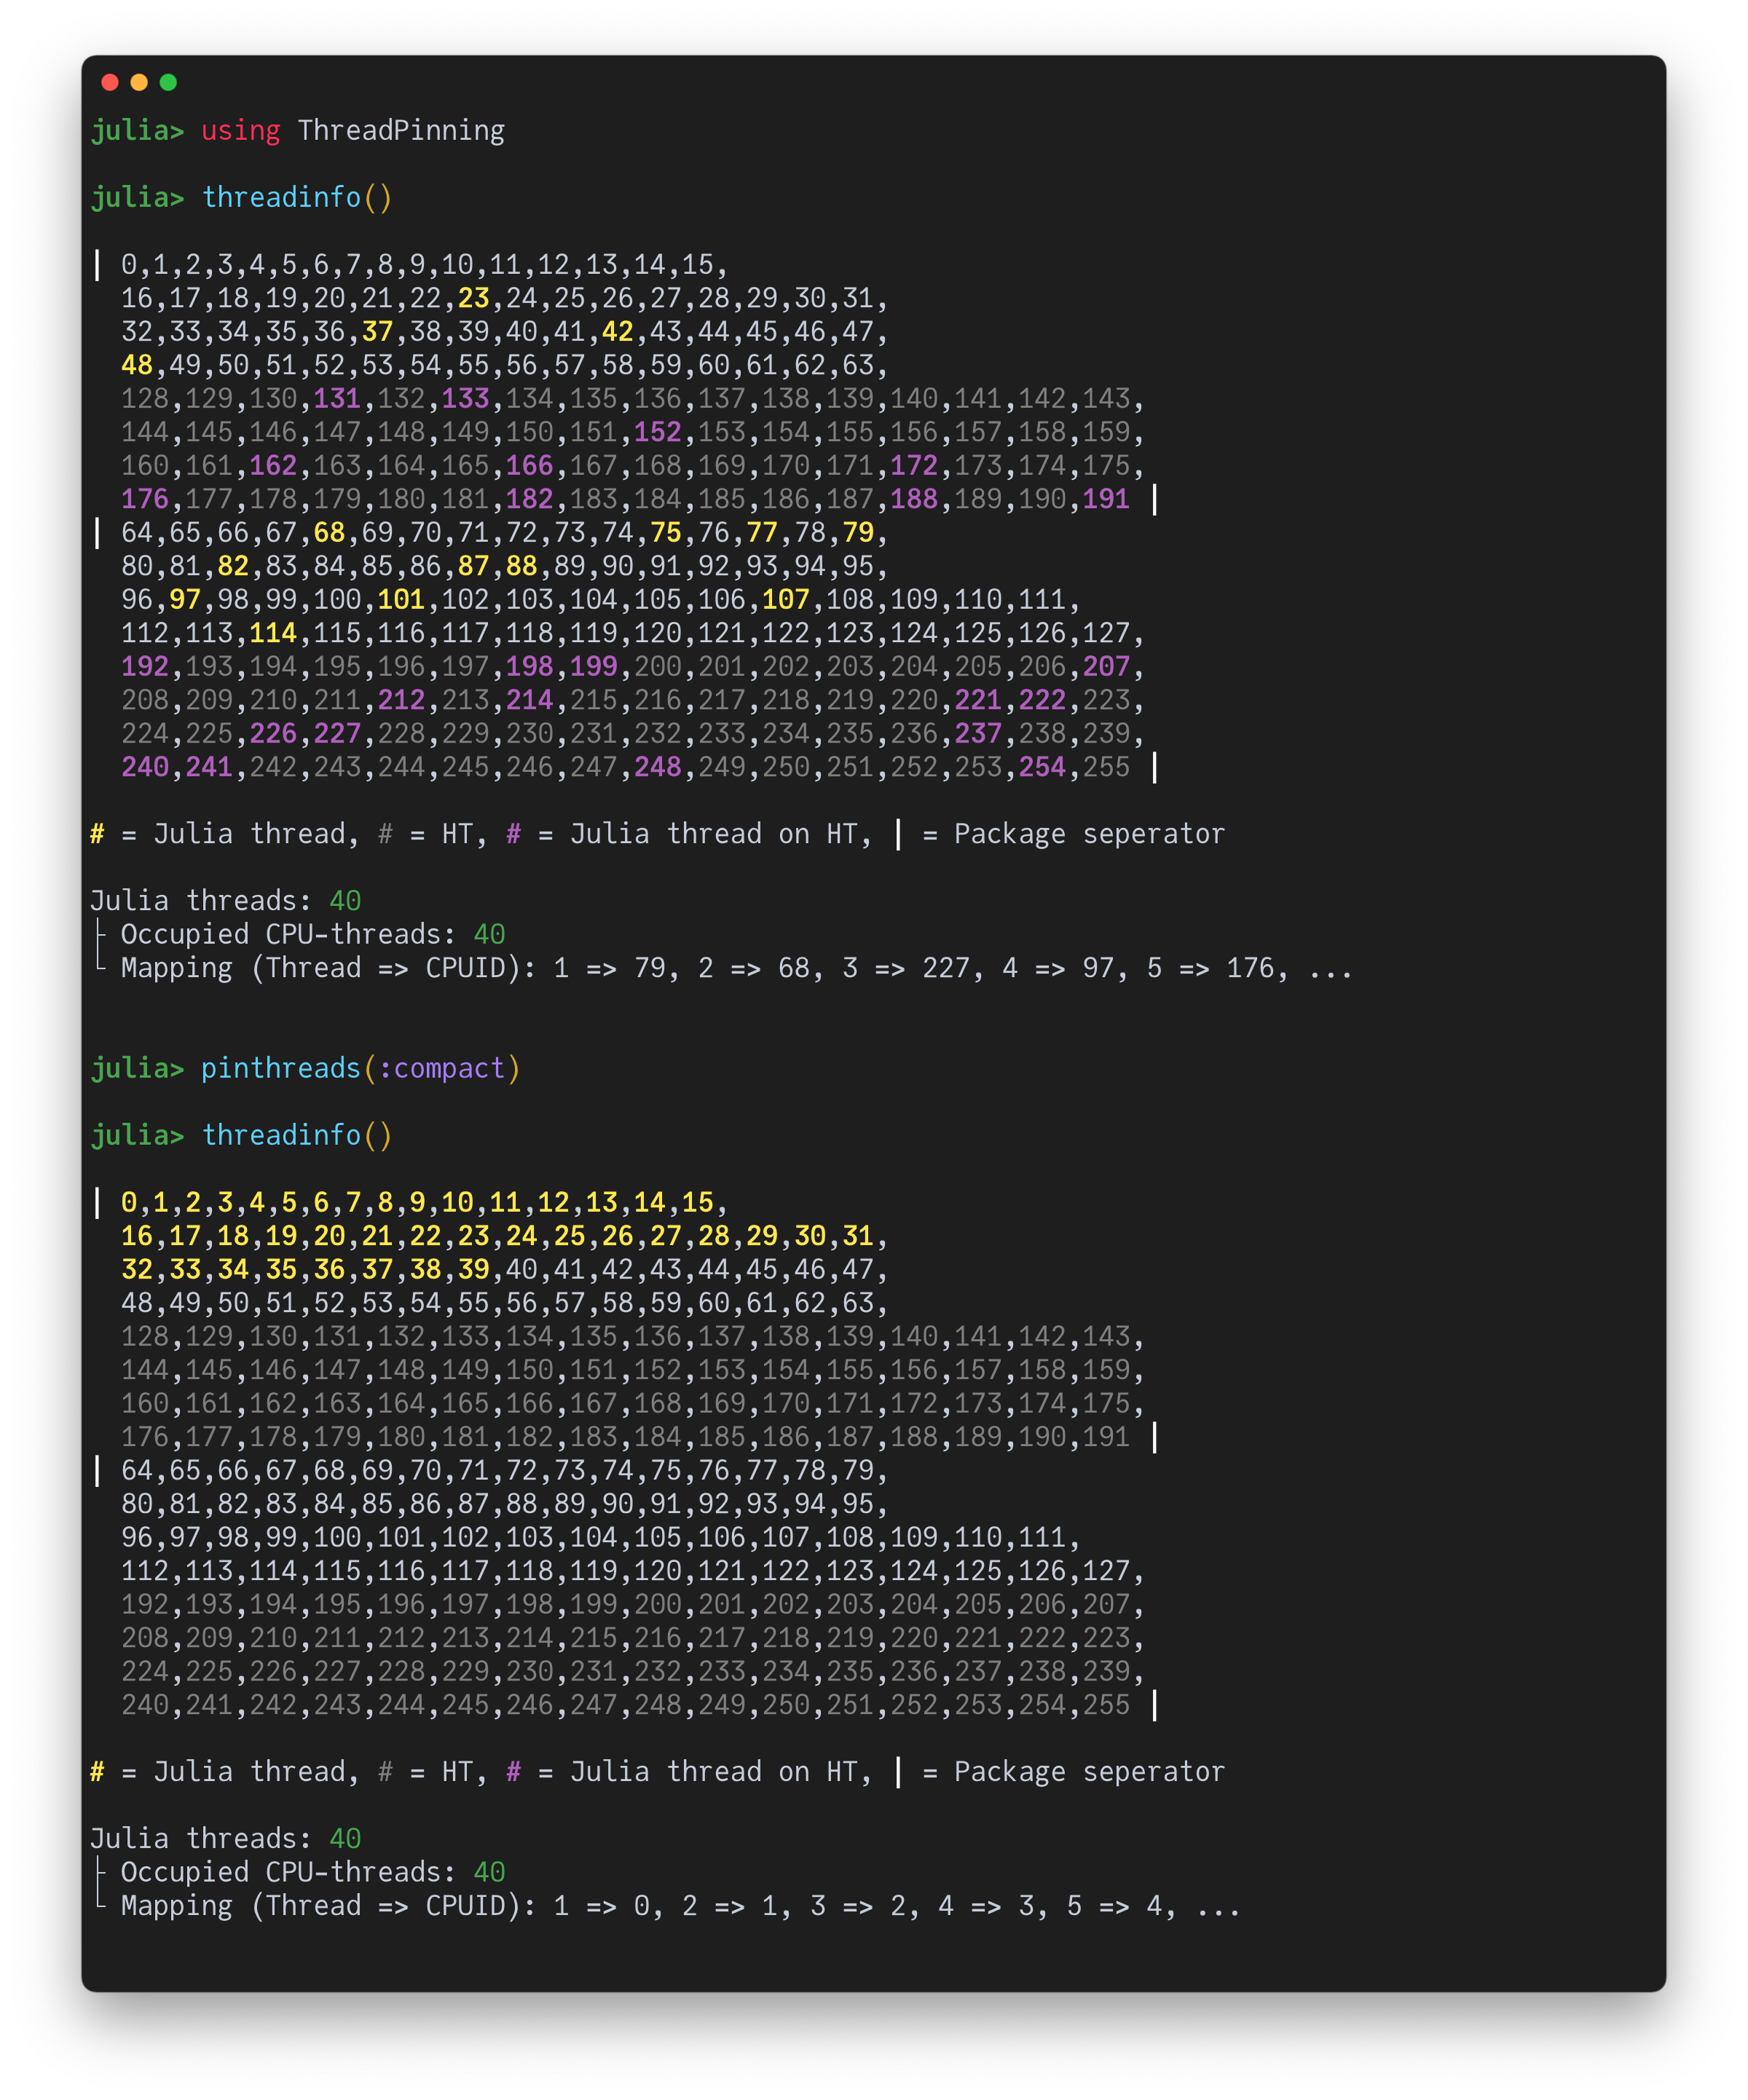 julia> using ThreadPinning
julia> threadinfo()
| 0,1,2,3,4,5,6,7,8,9,10,11,12,13,14,15,
16,17,18,19,20,21,22,23,24,25,26,27,28,29,30,31,
32,33,34,35,36,37,38,39,40,41,42,43,44,45,46,47,
48,49,50,51,52,53,54,55,56,57,58,59,60,61,62,63,
128,129,130,131,132,133,134,135,136,137,138,139,140,141,142,143,
144,145,146,147,148,149,150,151,152,153,154,155,156,157,158,159,
160,161,162,163,164,165,166,167,168,169,170,171,172,173,174,175,
176,177,178,179,180,181,182,183,184,185,186,187,188,189,190,191 |
| 64,65,66,67,68,69,70,71,72,73,74,75,76,77,78,79,
80,81,82,83,84,85,86,87,88,89,90,91,92,93,94,95,
96,97,98,99,100,101,102,103,104,105,106,107,108,109,110,111,
112,113,114,115,116,117,118,119,120,121,122,123,124,125,126,127,
192,193,194,195,196,197,198,199,200,201,202,203,204,205,206,207,
208,209,210,211,212,213,214,215,216,217,218,219,220,221,222,223,
224,225,226,227,228,229,230,231,232,233,234,235,236,237,238,239,
240,241,242,243,244,245,246,247,248,249,250,251,252,253,254,255 |
# = Julia thread, # = HT, # = Julia thread on HT, | = Package seperator
Julia threads: 40
├ Occupied CPU-threads: 40
└ Mapping (Thread => CPUID): 1 => 79, 2 => 68, 3 => 227, 4 => 97, 5 => 176, ...
julia> pinthreads(:compact)
julia> threadinfo()
| 0,1,2,3,4,5,6,7,8,9,10,11,12,13,14,15,
16,17,18,19,20,21,22,23,24,25,26,27,28,29,30,31,
32,33,34,35,36,37,38,39,40,41,42,43,44,45,46,47,
48,49,50,51,52,53,54,55,56,57,58,59,60,61,62,63,
128,129,130,131,132,133,134,135,136,137,138,139,140,141,142,143,
144,145,146,147,148,149,150,151,152,153,154,155,156,157,158,159,
160,161,162,163,164,165,166,167,168,169,170,171,172,173,174,175,
176,177,178,179,180,181,182,183,184,185,186,187,188,189,190,191 |
| 64,65,66,67,68,69,70,71,72,73,74,75,76,77,78,79,
80,81,82,83,84,85,86,87,88,89,90,91,92,93,94,95,
96,97,98,99,100,101,102,103,104,105,106,107,108,109,110,111,
112,113,114,115,116,117,118,119,120,121,122,123,124,125,126,127,
192,193,194,195,196,197,198,199,200,201,202,203,204,205,206,207,
208,209,210,211,212,213,214,215,216,217,218,219,220,221,222,223,
224,225,226,227,228,229,230,231,232,233,234,235,236,237,238,239,
240,241,242,243,244,245,246,247,248,249,250,251,252,253,254,255 |
# = Julia thread, # = HT, # = Julia thread on HT, | = Package seperator
Julia threads: 40
├ Occupied CPU-threads: 40
└ Mapping (Thread => CPUID): 1 => 0, 2 => 1, 3 => 2, 4 => 3, 5 => 4, ...